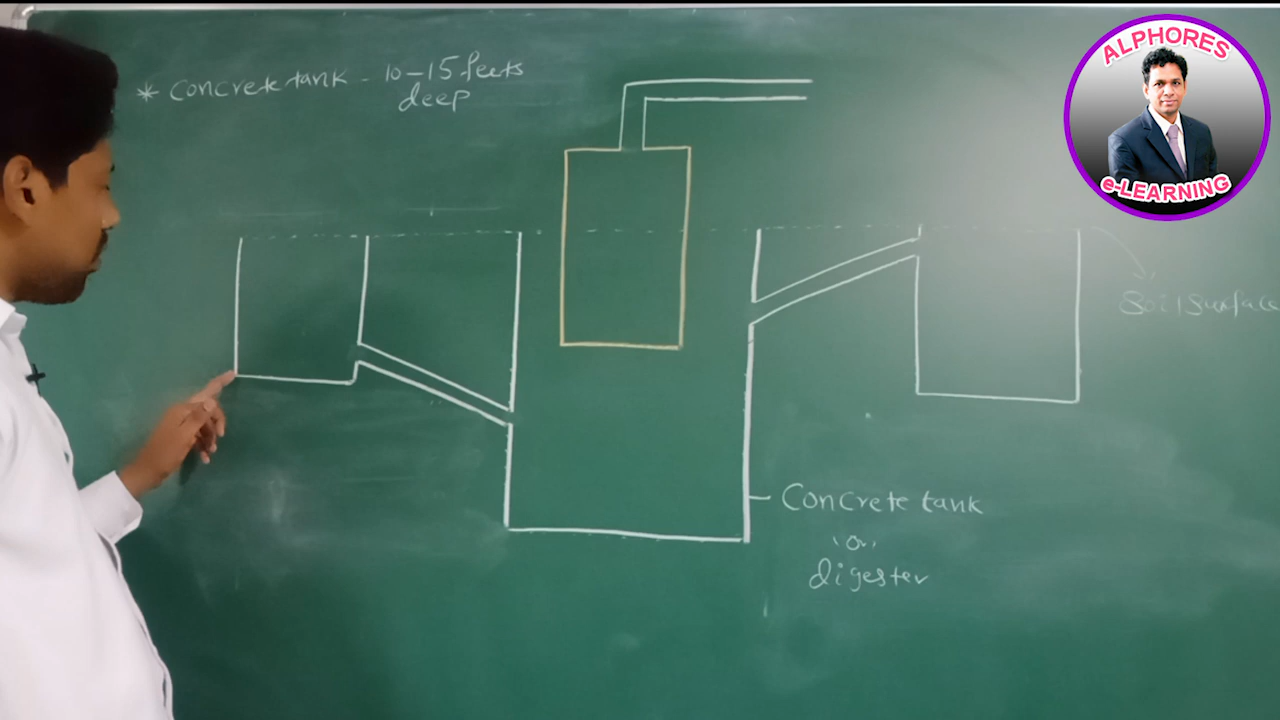 * Concrete tank - 10-15 feets
deep
ALPHORES
e-LEARNING
Soil surface
Concrete tank
"or"
digester